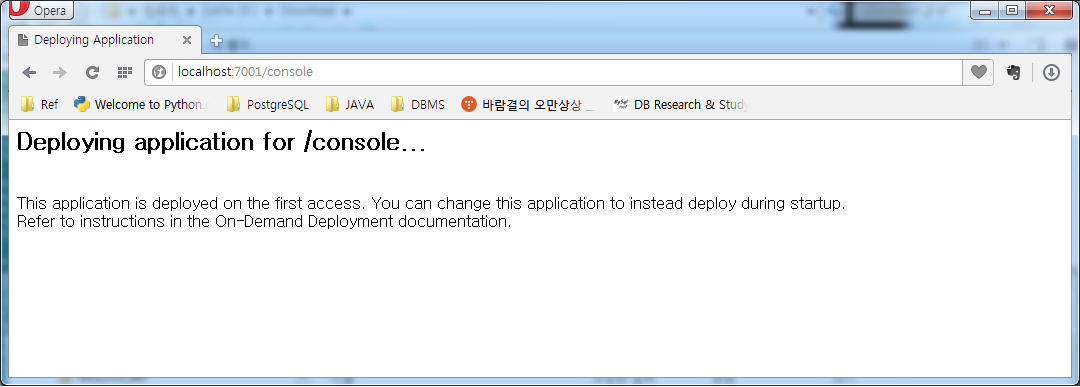 Opera
Deploying Application
localhost:7001/console
Ref
Welcome to Python.
PostgreSQL
JAVA
DBMS
바람결의 오만상상 _
DB Research & Study
Deploying application for /console...
This application is deployed on the first access. You can change this application to instead deploy during startup.
Refer to instructions in the On-Demand Deployment documentation.